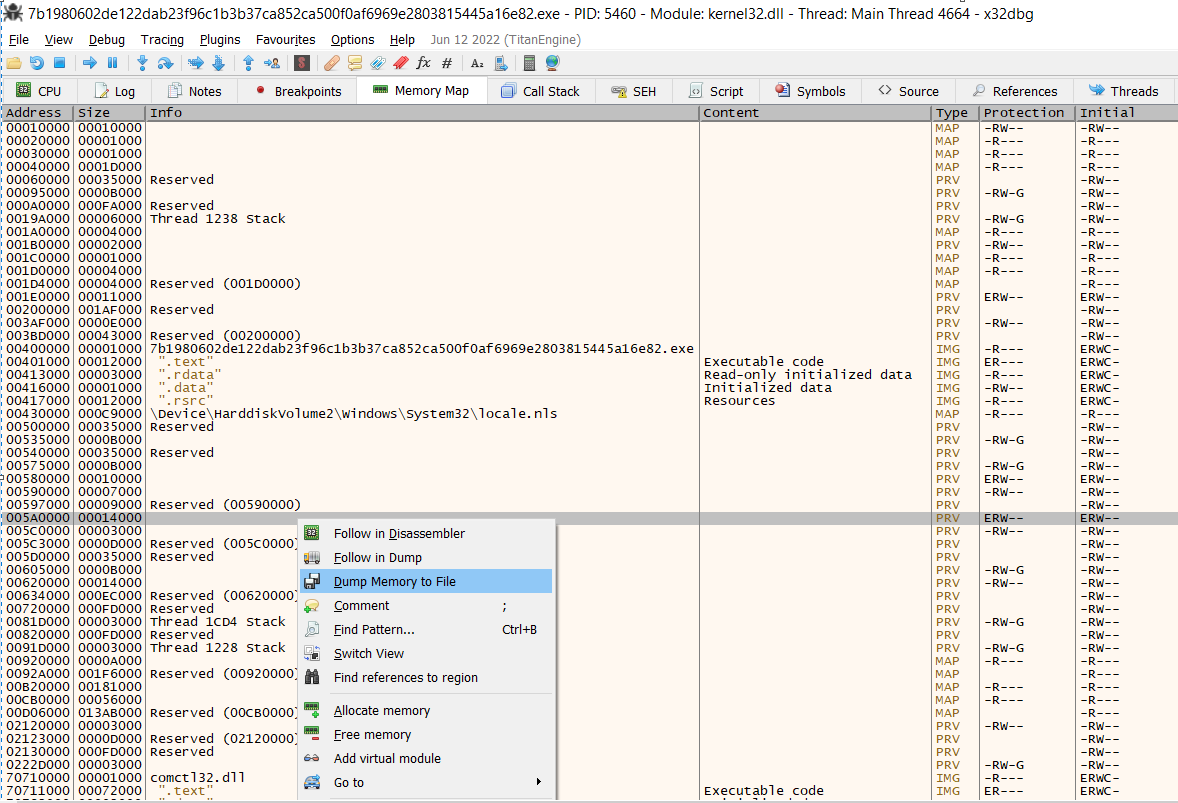 7b1980602de122dab23f96c1b3b37ca852ca500f0af6969e2803815445a16e82.exe - PID: 5460 - Module: kernel32.dll - Thread: Main Thread 4664 - x32dbg
File View Debug Tracing Plugins Favourites Options Help Jun 12 2022 (TitanEngine)
CPU Log Notes Breakpoints Memory Map Call Stack SEH Script Symbols Source References Threads
Address Size Info Content Type Protection Initial
00010000 00010000 MAP -RW-- -RW--
00020000 00001000 MAP -R--- -R---
00030000 00001000 MAP -R--- -R---
00040000 0001D000 MAP -R--- -R---
00060000 00035000 Reserved PRV -RW--
00095000 0000B000 PRV -RW-G -RW--
000A0000 000FA000 Reserved PRV -RW--
0019A000 00006000 Thread 1238 Stack PRV -RW-G -RW--
001A0000 00004000 MAP -R--- -R---
001B0000 00002000 PRV -RW-- -RW--
001C0000 00001000 MAP -R--- -R---
001D0000 00004000 MAP -R--- -R---
001D4000 00004000 Reserved (001D0000) MAP -R---
001E0000 00011000 PRV ERW-- ERW--
00200000 001AF000 Reserved PRV -RW--
003AF000 0000E000 PRV -RW-- -RW--
003BD000 00043000 Reserved (00200000) PRV -RW--
00400000 00001000 7b1980602de122dab23f96c1b3b37ca852ca500f0af6969e2803815445a16e82.exe IMG -R--- ERWC-
00401000 00012000 ".text" Executable code IMG ER--- ERWC-
00413000 00003000 ".rdata" Read-only initialized data IMG -R--- ERWC-
00416000 00001000 ".data" Initialized data IMG -RW-- ERWC-
00417000 00012000 ".rsrc" Resources IMG -R--- ERWC-
00430000 000C9000 \Device\HarddiskVolume2\Windows\System32\locale.nls MAP -R--- -R---
00500000 00035000 Reserved PRV -RW--
00535000 0000B000 PRV -RW-G -RW--
00540000 00035000 Reserved PRV -RW--
00575000 0000B000 PRV -RW-G -RW--
00580000 00010000 PRV ERW-- ERW--
00590000 00007000 PRV -RW-- -RW--
00597000 00009000 Reserved (00590000) PRV -RW--
005A0000 00014000 PRV ERW-- ERW--
005C0000 00003000 PRV -RW-- -RW--
005C3000 0000D000 Reserved (005C0000) PRV -RW--
005D0000 00035000 Reserved PRV -RW--
00605000 0000B000 PRV -RW-G -RW--
00620000 00014000 PRV -RW-- -RW--
00634000 000EC000 Reserved (00620000) PRV -RW--
00720000 000FD000 Reserved PRV -RW--
0081D000 00003000 Thread 1CD4 Stack PRV -RW-G -RW--
00820000 000FD000 Reserved PRV -RW--
0091D000 00003000 Thread 1228 Stack PRV -RW-G -RW--
00920000 0000A000 MAP -R--- -R---
0092A000 001F6000 Reserved (00920000) MAP -R---
00B20000 00181000 MAP -R--- -R---
00CB0000 00056000 MAP -R--- -R---
00D06000 013AB000 Reserved (00CB0000) MAP -R---
02120000 00003000 PRV -RW-- -RW--
02123000 0000D000 Reserved (02120000) PRV -RW--
02130000 000FD000 Reserved PRV -RW--
0222D000 00003000 PRV -RW-G -RW--
70710000 00001000 comctl32.dll IMG -R--- ERWC-
70711000 00072000 ".text" Executable code IMG ER--- ERWC-
Follow in Disassembler
Follow in Dump
Dump Memory to File
Comment ;
Find Pattern... Ctrl+B
Switch View
Find references to region
Allocate memory
Free memory
Add virtual module
Go to